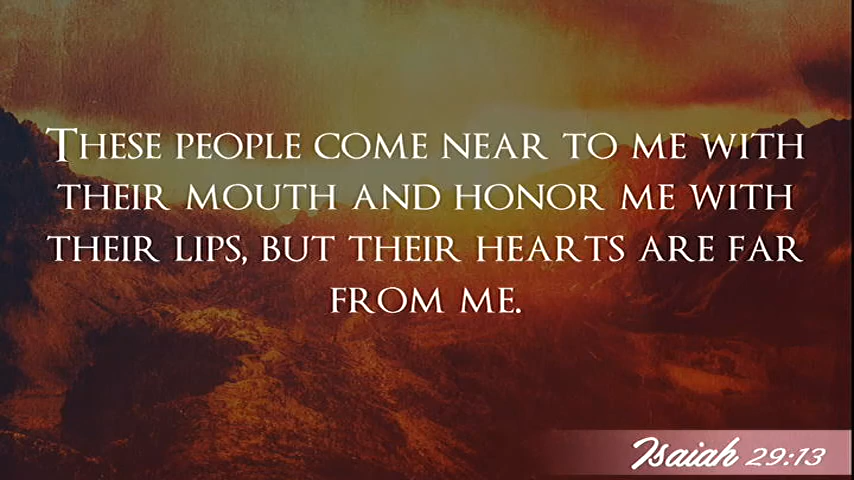 These people come near to me with
their mouth and honor me with
their lips, but their hearts are far
from me.
Isaiah 29:13